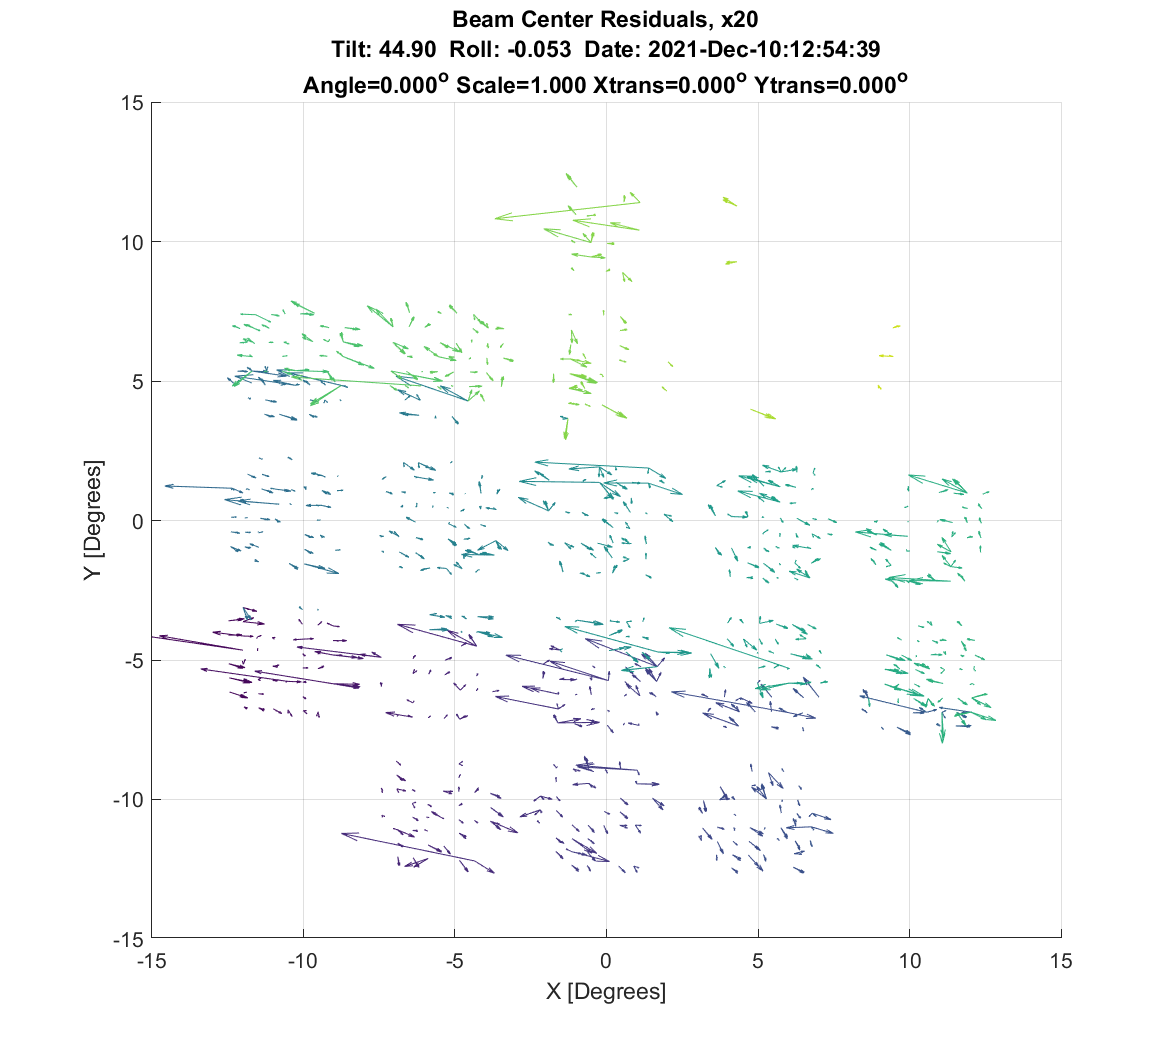 Beam Center Residuals, x20
Tilt: 44.90 Roll: -0.053 Date: 2021-Dec-10:12:54:39
Angle=0.000° Scale=1.000 Xtrans=0.000° Ytrans=0.000°
15
10
5
0
-5
-10
-15
Y [Degrees]
-15 -10 -5 0 5 10 15
X [Degrees]